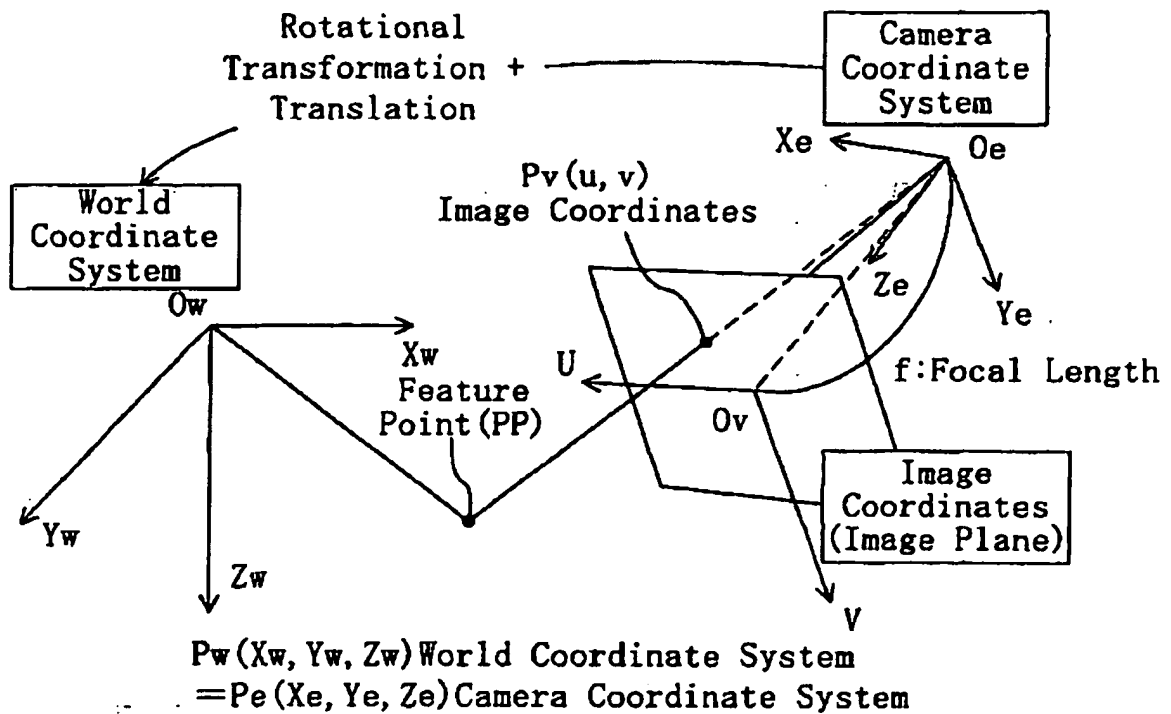 Rotational
Transformation +
Translation
Camera
Coordinate
System
Xe
Oe
Pv(u, v)
Image Coordinates
World
Coordinate
System
Ow
Ze
Ye
Xw
U
f:Focal Length
Feature
Point(PP)
Ov
Image
Coordinates
(Image Plane)
Yw
Zw
V
Pw(Xw, Yw, Zw)World Coordinate System
=Pe(Xe, Ye, Ze)Camera Coordinate System